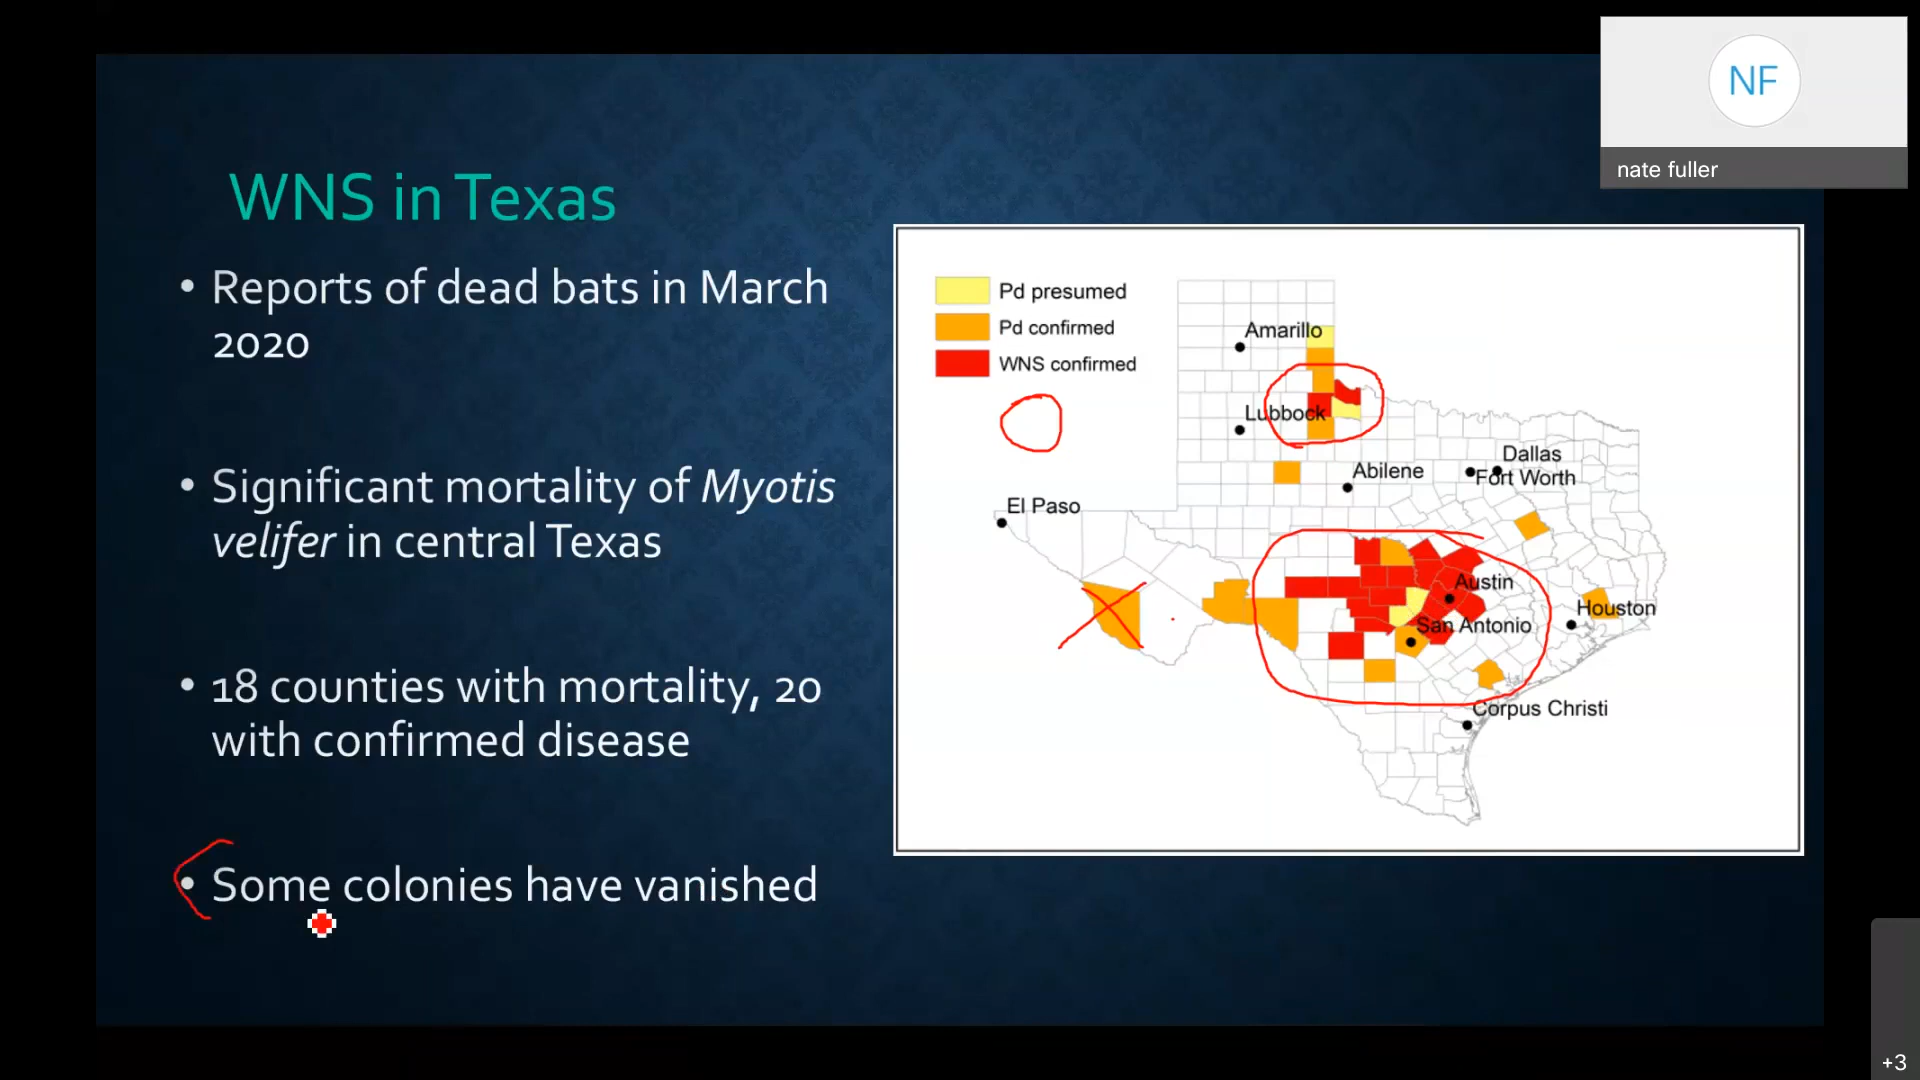 NF
nate fuller
WNS in Texas
• Reports of dead bats in March
2020
• Significant mortality of Myotis
velifer in central Texas
• 18 counties with mortality, 20
with confirmed disease
• Some colonies have vanished
Pd presumed
Pd confirmed
WNS confirmed
Amarillo
Lubbock
Dallas
Abilene
Fort Worth
El Paso
Austin
Houston
San Antonio
Corpus Christi
+3